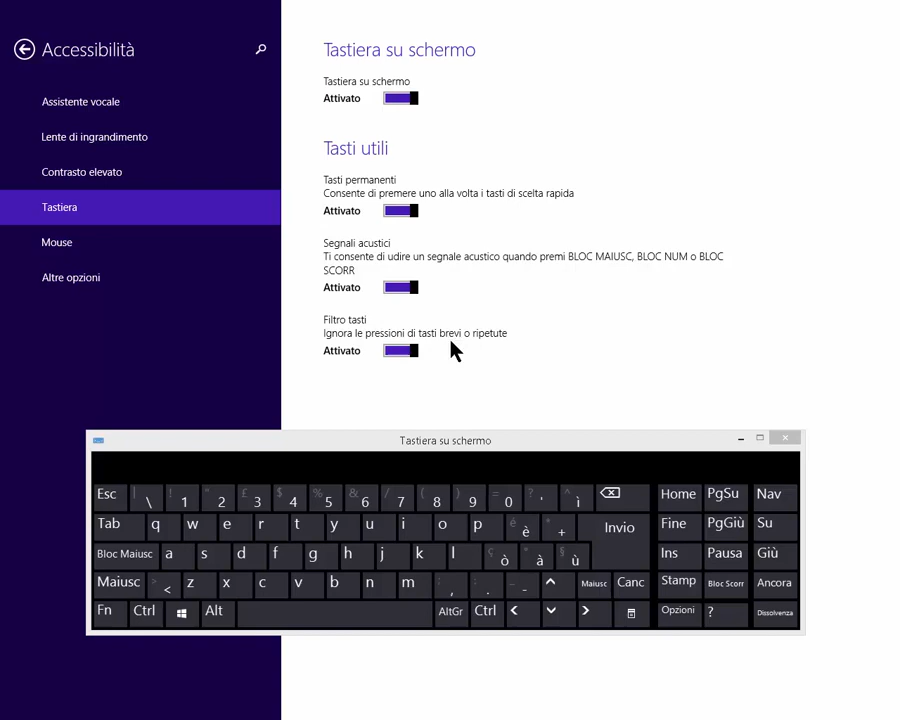 Accessibilità
Assistente vocale
Lente di ingrandimento
Contrasto elevato
Tastiera
Mouse
Altre opzioni
Tastiera su schermo
Tastiera su schermo
Attivato
Tasti utili
Tasti permanenti
Consente di premere uno alla volta i tasti di scelta rapida
Attivato
Segnali acustici
Ti consente di udire un segnale acustico quando premi BLOC MAIUSC, BLOC NUM o BLOC
SCORR
Attivato
Filtro tasti
Ignora le pressioni di tasti brevi o ripetute
Attivato
Tastiera su schermo
Esc | \ ! 1 " 2 £ 3 $ 4 % 5 & 6 / 7 ( 8 ) 9 = 0 ? ' ^ ì Home PgSu Nav
Tab q w e r t y u i o p é è * + Invio Fine PgGiù Su
Bloc Maiusc a s d f g h j k l ç ò ° à § ù Ins Pausa Giù
Maiusc > < z x c v b n m ; , : . _ - Maiusc Canc Stamp Bloc Scorr Ancora
Fn Ctrl Alt AltGr Ctrl Opzioni ? Dissolvenza